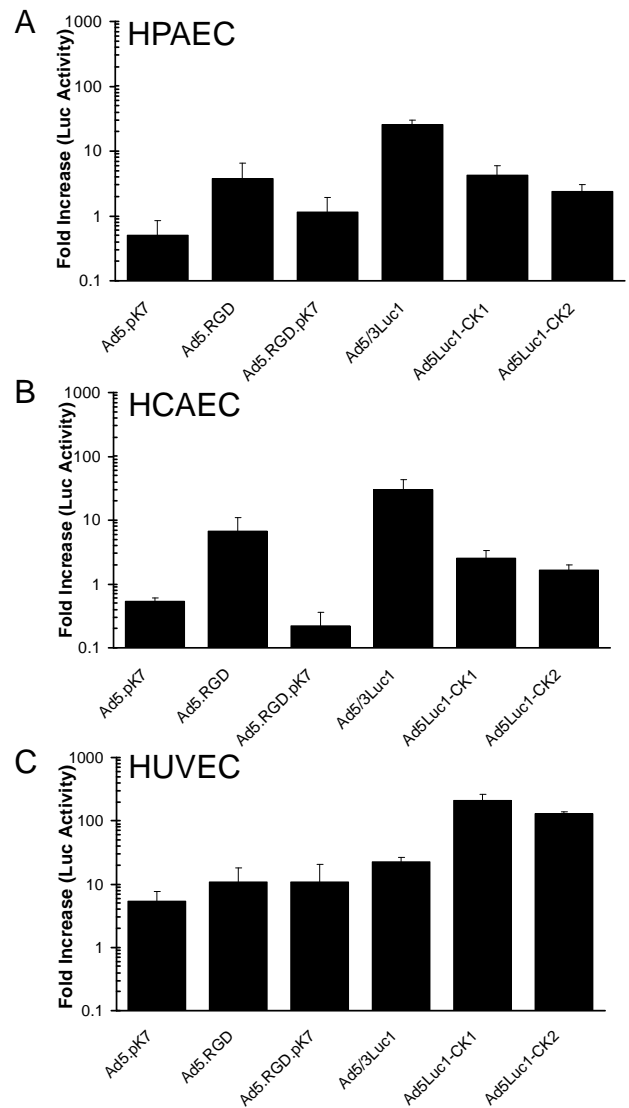 A
HPAEC
Fold Increase (Luc Activity)
1000
100
10
1
0.1
Ad5.pK7
Ad5.RGD
Ad5.RGD.pK7
Ad5/3Luc1
Ad5Luc1-CK1
Ad5Luc1-CK2
B
HCAEC
Fold Increase (Luc Activity)
1000
100
10
1
0.1
Ad5.pK7
Ad5.RGD
Ad5.RGD.pK7
Ad5/3Luc1
Ad5Luc1-CK1
Ad5Luc1-CK2
C
HUVEC
Fold Increase (Luc Activity)
1000
100
10
1
0.1
Ad5.pK7
Ad5.RGD
Ad5.RGD.pK7
Ad5/3Luc1
Ad5Luc1-CK1
Ad5Luc1-CK2